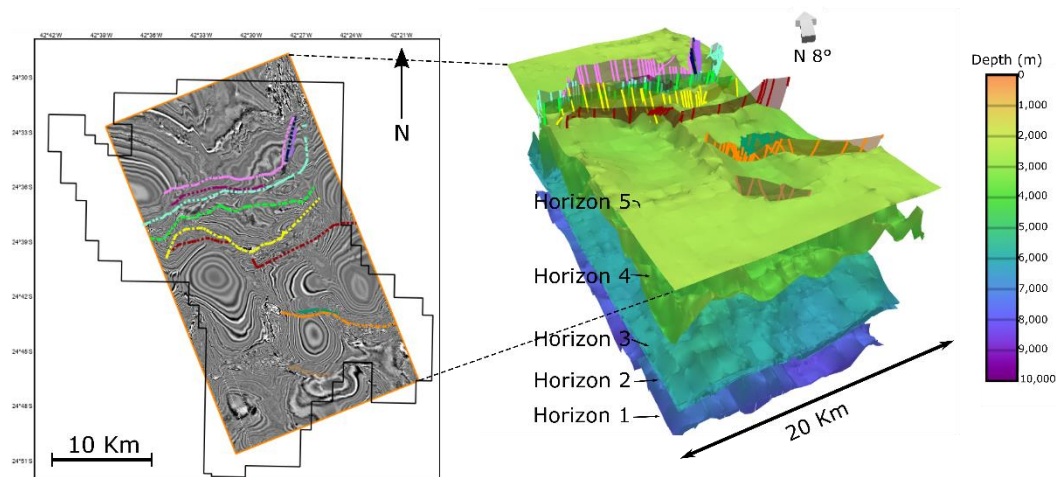 42°42'W 42°39'W 42°36'W 42°33'W 42°30'W 42°27'W 42°24'W 42°21'W
24°30'S
24°33'S
24°36'S
24°39'S
24°42'S
24°45'S
24°48'S
24°51'S
N
10 Km
N 8º
Horizon 5
Horizon 4
Horizon 3
Horizon 2
Horizon 1
20 Km
Depth (m)
0
1,000
2,000
3,000
4,000
5,000
6,000
7,000
8,000
9,000
10,000